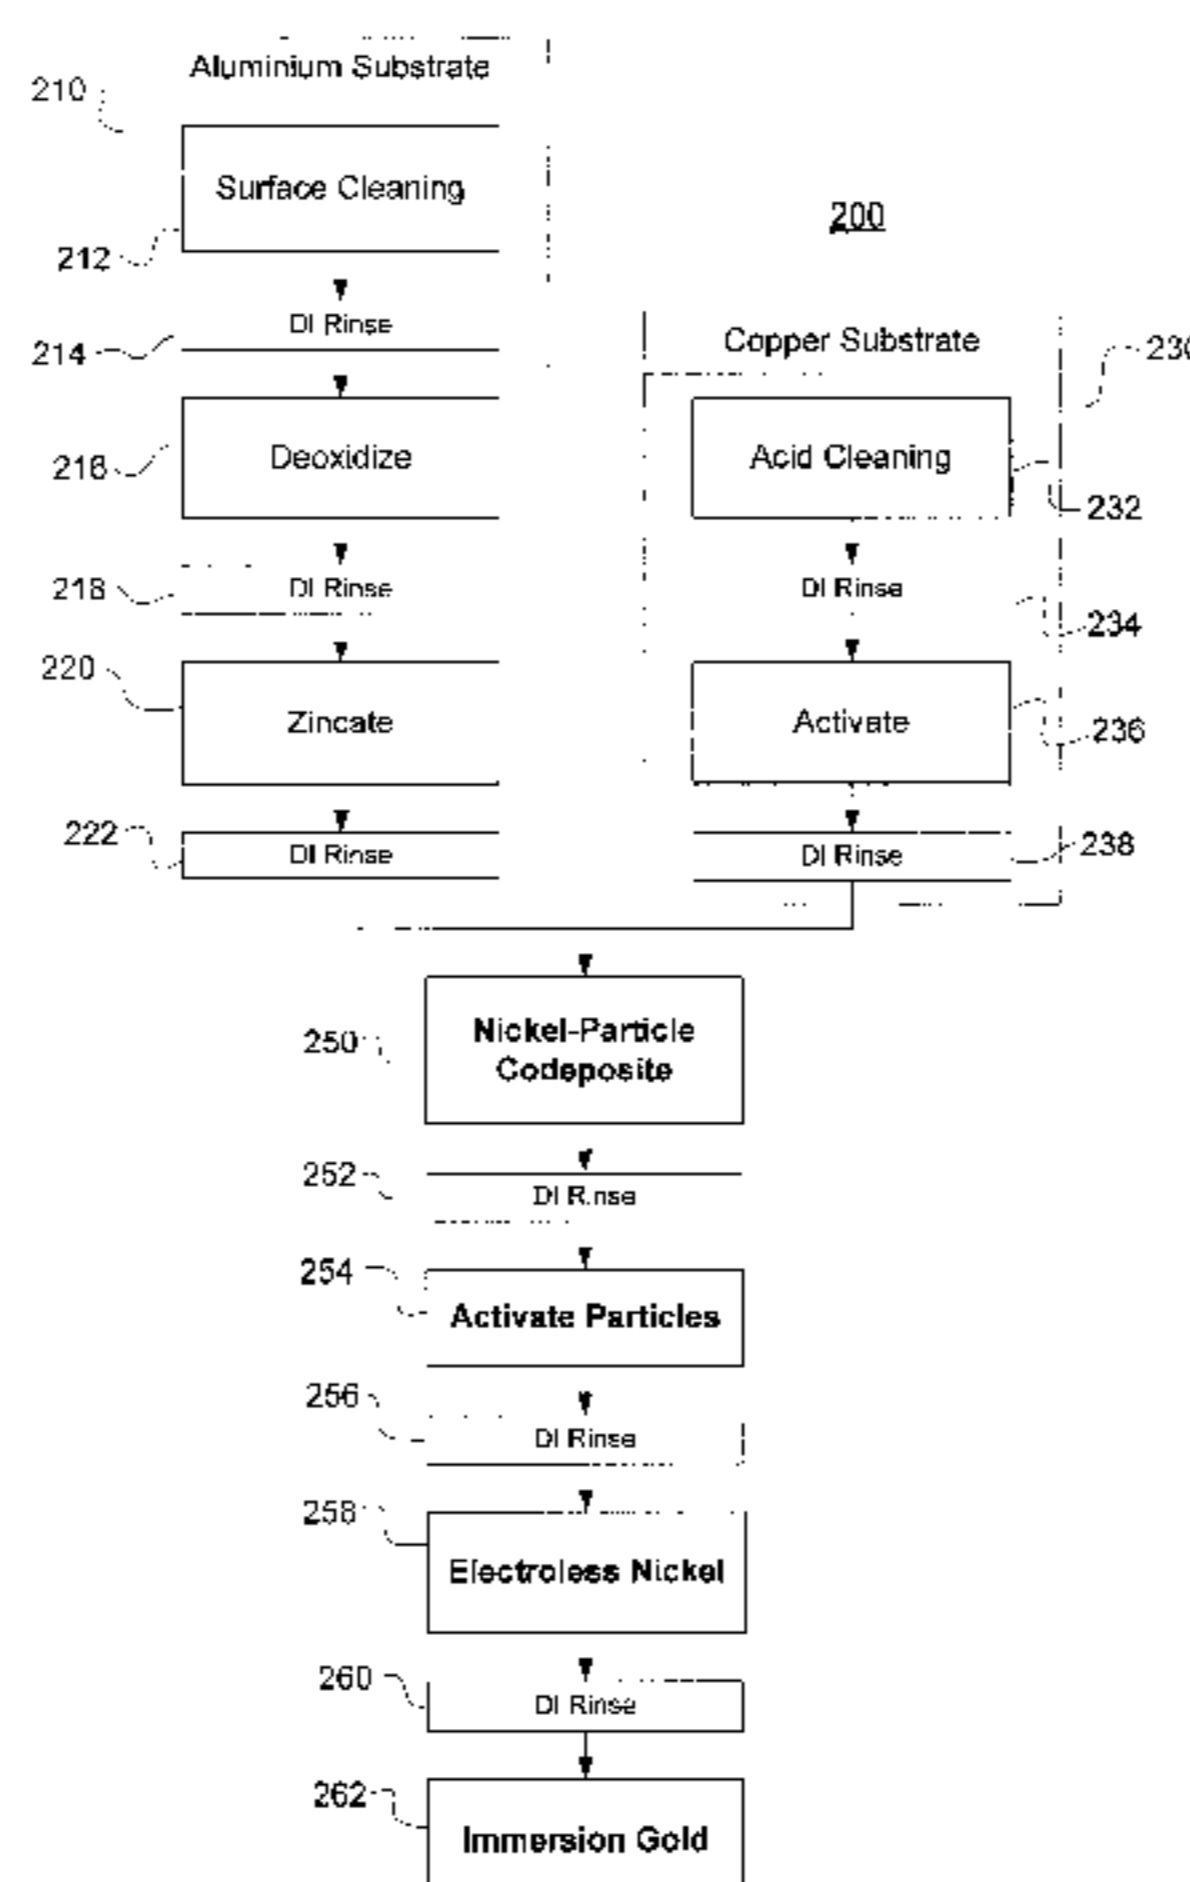 Aluminium Substrate
210
Surface Cleaning
200
212
DI Rinse
214
Copper Substrate
230
Deoxidize
216
Acid Cleaning
232
218
DI Rinse
DI Rinse
234
220
Zincate
Activate
236
222
DI Rinse
DI Rinse
238
250
Nickel-Particle
Codeposite
252
DI Rinse
254
Activate Particles
256
DI Rinse
258
Electroless Nickel
260
DI Rinse
262
Immersion Gold